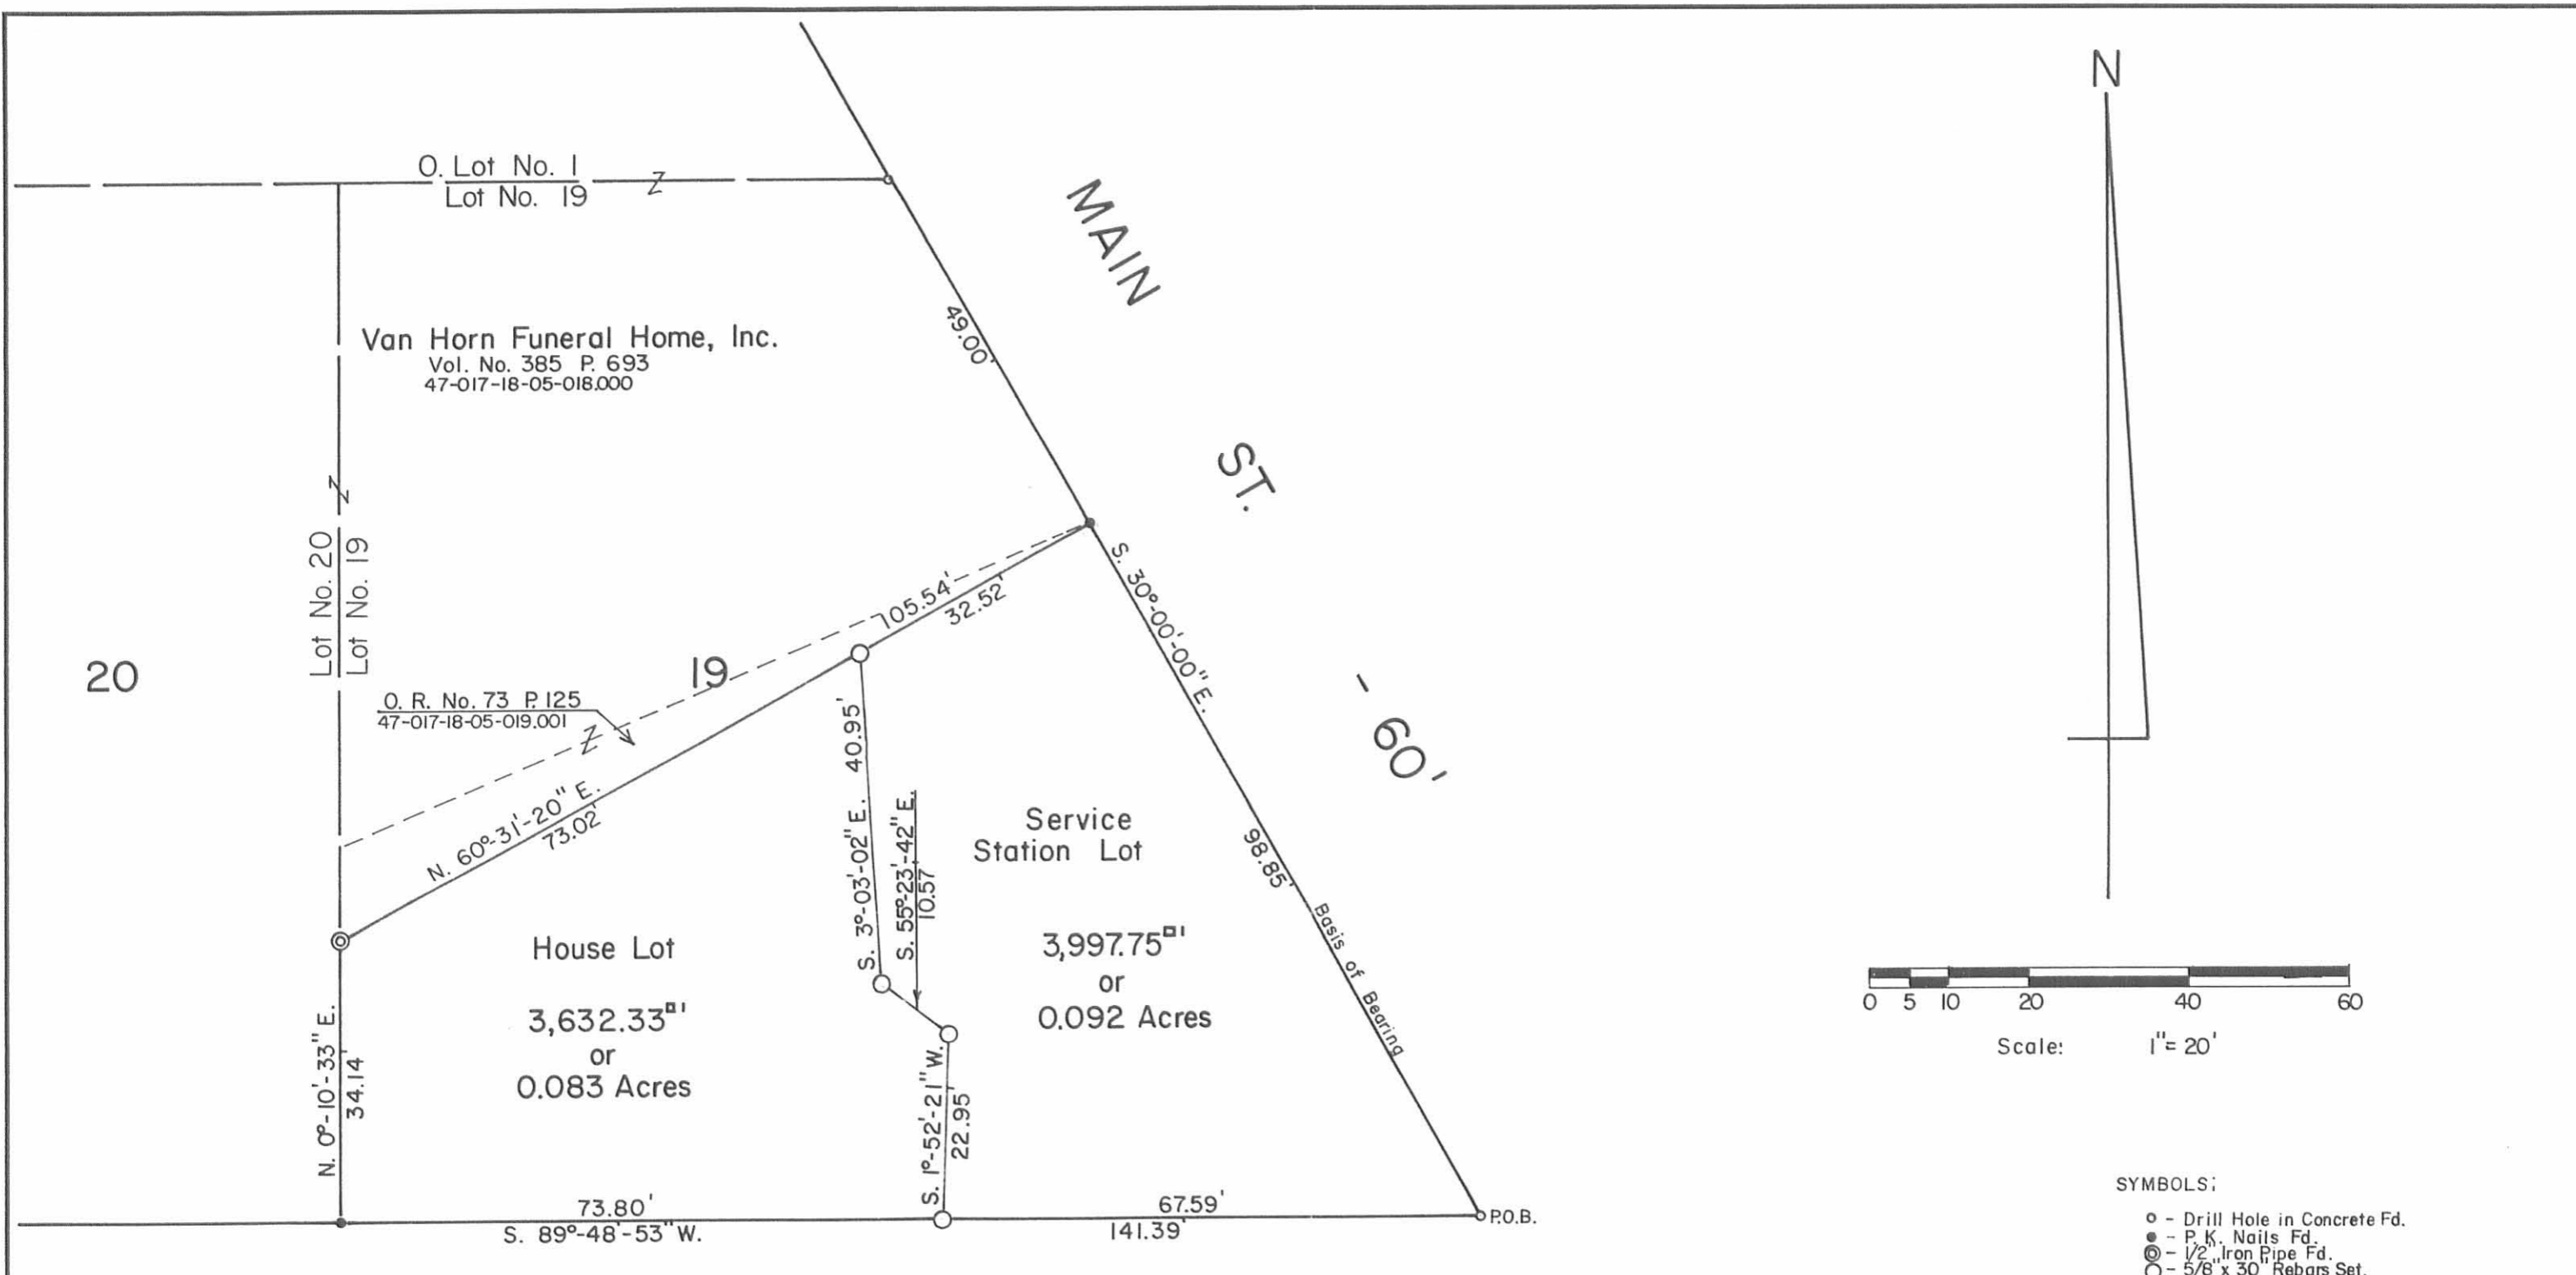 N
O. Lot No. 1
Lot No. 19
Z
MAIN
ST.
- 60'
49.00'
Van Horn Funeral Home, Inc.
Vol. No. 385 P. 693
47-017-18-05-018.000
Z
Lot No. 20
Lot No. 19
20
19
105.54'
32.52'
S. 30°-00'-00" E.
98.85'
Basis of Bearing
O. R. No. 73 P. 125
47-017-18-05-019.001
Z
N. 60°-31'-20" E.
73.02'
S. 3°-03'-02" E. 40.95'
S. 55°-23'-42" E.
10.57
Service
Station Lot
3,997.75□'
or
0.092 Acres
House Lot
3,632.33□'
or
0.083 Acres
N. 0°-10'-33" E.
34.14'
S. 1°-52'-21" W.
22.95'
73.80'
S. 89°-48'-53" W.
67.59'
141.39'
P.O.B.
0 5 10 20 40 60
Scale: 1"= 20'
SYMBOLS:
o - Drill Hole in Concrete Fd.
● - P. K. Nails Fd.
◎ - 1/2" Iron Pipe Fd.
○ - 5/8" x 30" Rebars Set.